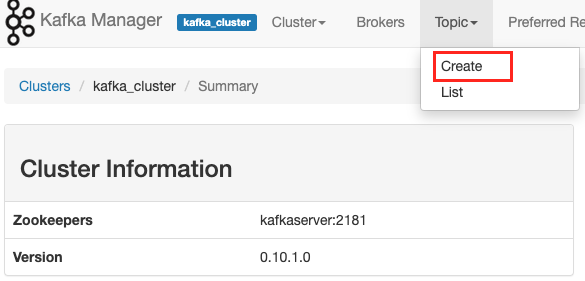 Kafka Manager kafka_cluster Cluster Brokers Topic Preferred Re
Create
List
Clusters / kafka_cluster / Summary
Cluster Information
Zookeepers kafkaserver:2181
Version 0.10.1.0